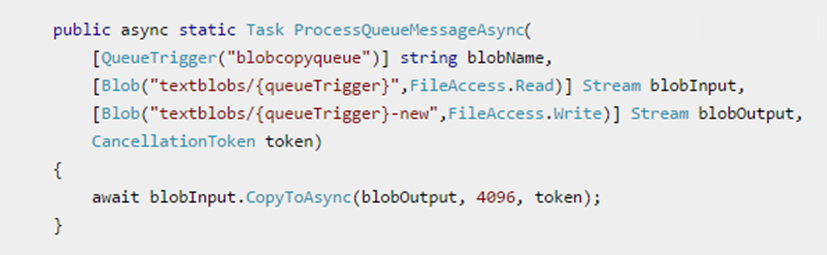 public async static Task ProcessQueueMessageAsync(
[QueueTrigger("blobcopyqueue")] string blobName,
[Blob("textblobs/{queueTrigger}",FileAccess.Read)] Stream blobInput,
[Blob("textblobs/{queueTrigger}-new",FileAccess.Write)] Stream blobOutput,
CancellationToken token)
{
await blobInput.CopyToAsync(blobOutput, 4096, token);
}